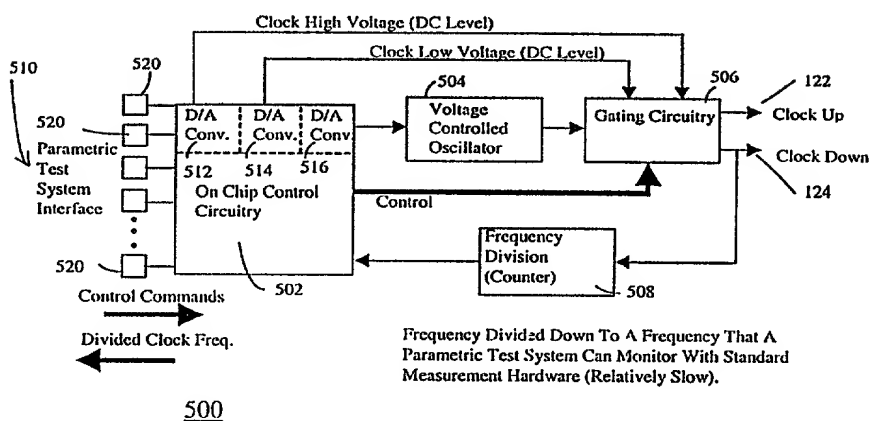 Clock High Voltage (DC Level)
Clock Low Voltage (DC Level)
510
520
504
506
122
D/A
Conv.
D/A
Conv.
D/A
Conv
Voltage
Controlled
Oscillator
Gating Circuitry
Clock Up
520
Parametric
Test
System
Interface
512
514
516
Clock Down
On Chip Control
Circuitry
Control
124
Frequency
Division
(Counter)
520
502
508
Control Commands
Divided Clock Freq.
Frequency Divided Down To A Frequency That A
Parametric Test System Can Monitor With Standard
Measurement Hardware (Relatively Slow).
500